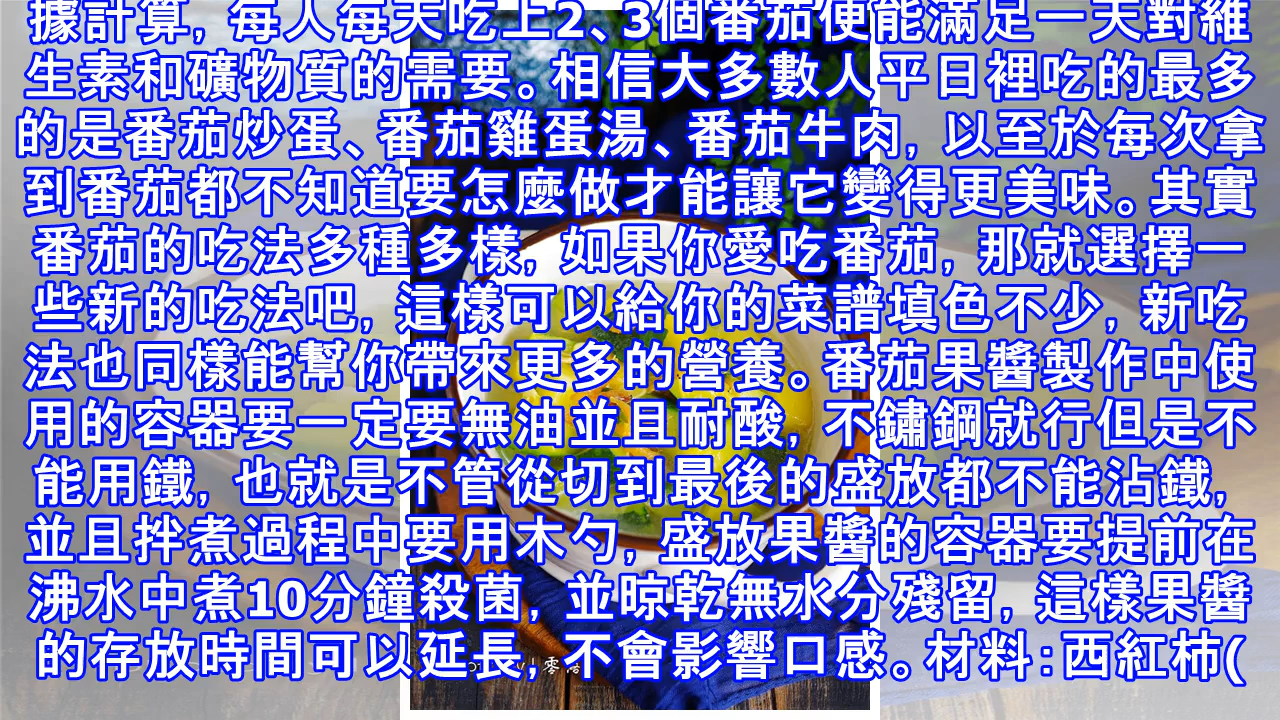 據計算, 每人每天吃上2、3個番茄便能滿足一天對維
生素和礦物質的需要。相信大多數人平日裡吃的最多
的是番茄炒蛋、番茄雞蛋湯、番茄牛肉, 以至於每次拿
到番茄都不知道要怎麼做才能讓它變得更美味。其實
番茄的吃法多種多樣, 如果你愛吃番茄, 那就選擇一
些新的吃法吧, 這樣可以給你的菜譜填色不少, 新吃
法也同樣能幫你帶來更多的營養。番茄果醬製作中使
用的容器要一定要無油並且耐酸, 不鏽鋼就行但是不
能用鐵, 也就是不管從切到最後的盛放都不能沾鐵,
並且拌煮過程中要用木勺, 盛放果醬的容器要提前在
沸水中煮10分鐘殺菌, 並晾乾無水分殘留, 這樣果醬
的存放時間可以延長, 不會影響口感。材料:西紅柿(